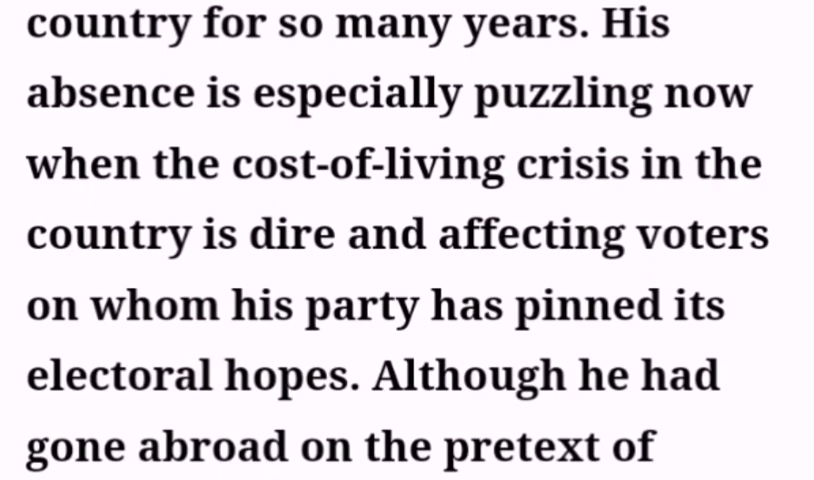 country for so many years. His
absence is especially puzzling now
when the cost-of-living crisis in the
country is dire and affecting voters
on whom his party has pinned its
electoral hopes. Although he had
gone abroad on the pretext of